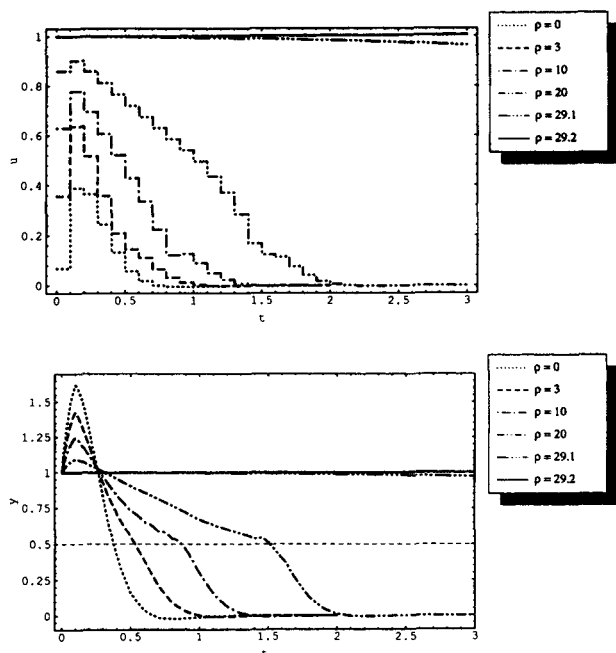 1
0.8
0.6
u
0.4
0.2
0
0 0.5 1 1.5 2 2.5 3
τ
ρ = 0
ρ = 3
ρ = 10
ρ = 20
ρ = 29.1
ρ = 29.2
1.5
1.25
1
y
0.5
0.25
0
0 0.5 1 1.5 2 2.5 3
ρ = 0
ρ = 3
ρ = 10
ρ = 20
ρ = 29.1
ρ = 29.2